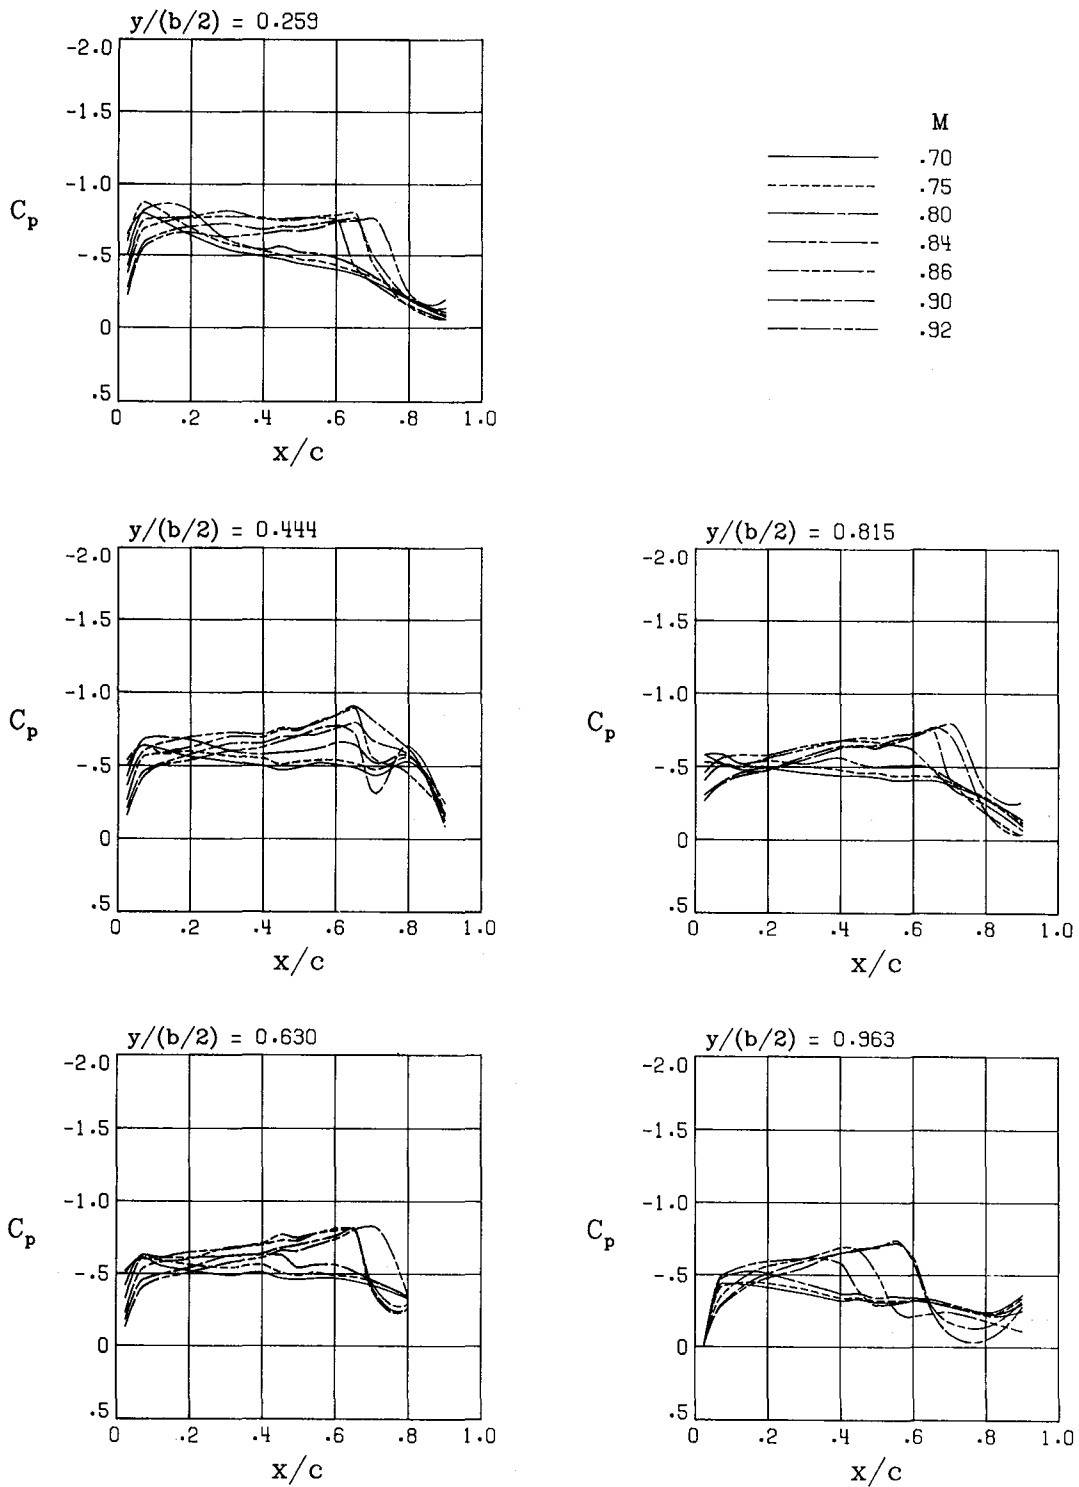 y/(b/2) = 0.259
-2.0
-1.5
-1.0
-.5
0
.5
Cp
0 .2 .4 .6 .8 1.0
x/c
M
.70
.75
.80
.84
.86
.90
.92
y/(b/2) = 0.444
-2.0
-1.5
-1.0
-.5
0
.5
Cp
0 .2 .4 .6 .8 1.0
x/c
y/(b/2) = 0.815
-2.0
-1.5
-1.0
-.5
0
.5
Cp
0 .2 .4 .6 .8 1.0
x/c
y/(b/2) = 0.630
-2.0
-1.5
-1.0
-.5
0
.5
Cp
0 .2 .4 .6 .8 1.0
x/c
y/(b/2) = 0.963
-2.0
-1.5
-1.0
-.5
0
.5
Cp
0 .2 .4 .6 .8 1.0
x/c